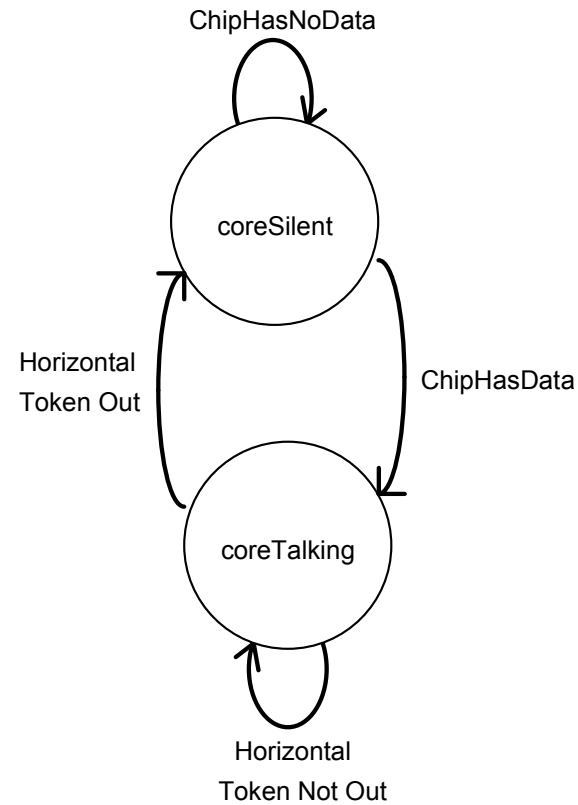 ChipHasNoData
coreSilent
Horizontal
Token Out
ChipHasData
coreTalking
Horizontal
Token Not Out